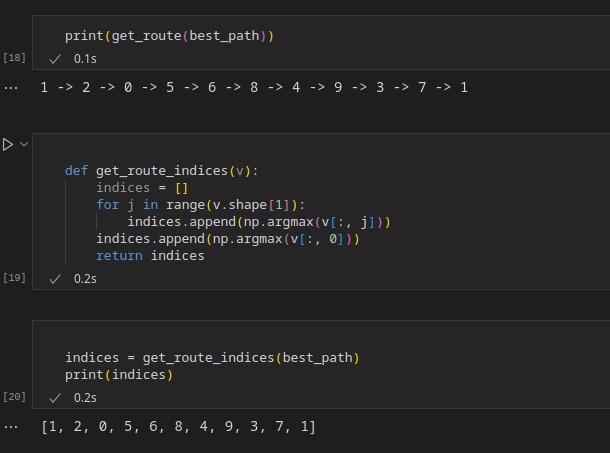 print(get_route(best_path))
[18]
0.1s
... 1 -> 2 -> 0 -> 5 -> 6 -> 8 -> 4 -> 9 -> 3 -> 7 -> 1
def get_route_indices(v):
    indices = []
    for j in range(v.shape[1]):
        indices.append(np.argmax(v[:, j]))
    indices.append(np.argmax(v[:, 0]))
    return indices
[19]
0.2s
indices = get_route_indices(best_path)
print(indices)
[20]
0.2s
... [1, 2, 0, 5, 6, 8, 4, 9, 3, 7, 1]